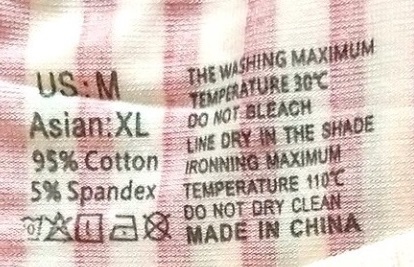 US: M
Asian: XL
95% Cotton
5% Spandex
THE WASHING MAXIMUM
TEMPERATURE 30℃
DO NOT BLEACH
LINE DRY IN THE SHADE
IRONNING MAXIMUM
TEMPERATURE 110℃
DO NOT DRY CLEAN
MADE IN CHINA